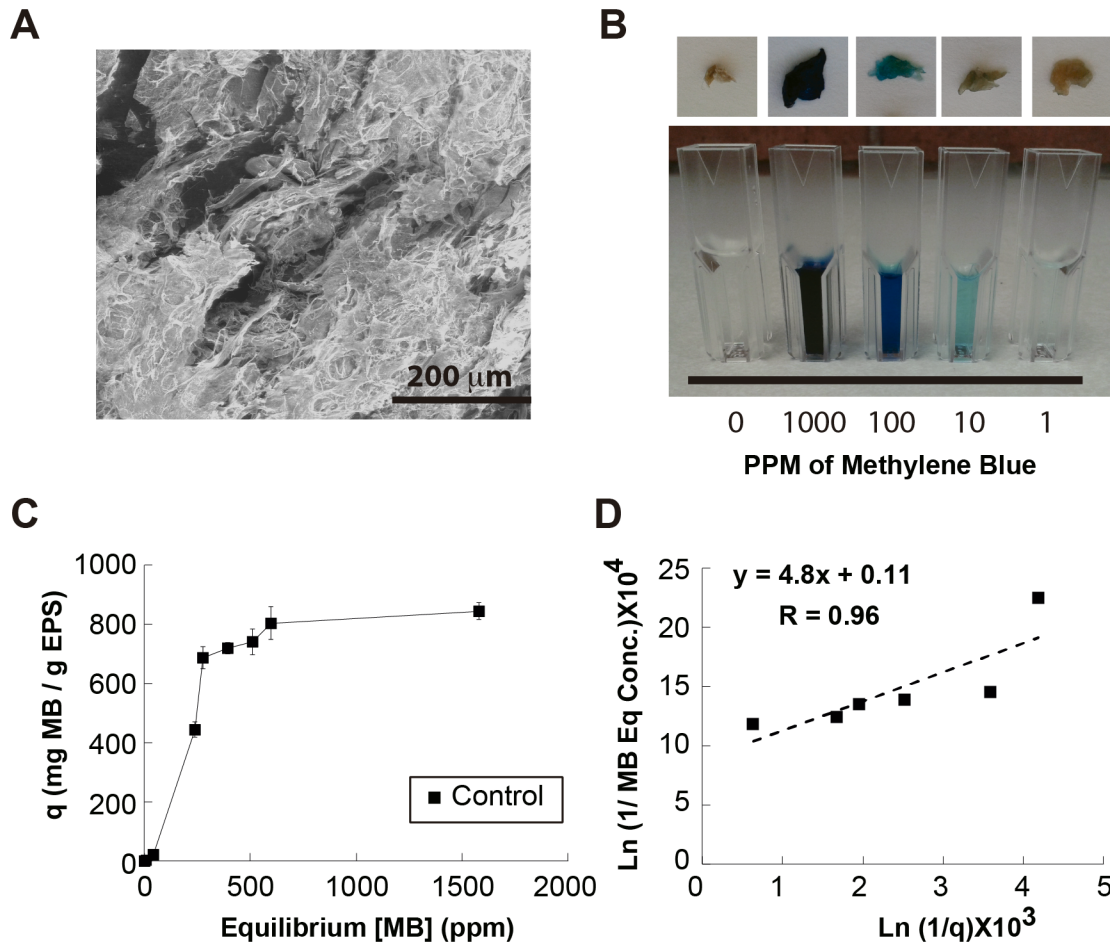 A
200 μm
B
0 1000 100 10 1
PPM of Methylene Blue
C
q (mg MB / g EPS)
1000
800
600
400
200
0
Control
0 500 1000 1500 2000
Equilibrium [MB] (ppm)
D
Ln (1/ MB Eq Conc.)X10⁴
25
20
15
10
5
0
y = 4.8x + 0.11
R = 0.96
0 1 2 3 4 5
Ln (1/q)X10³